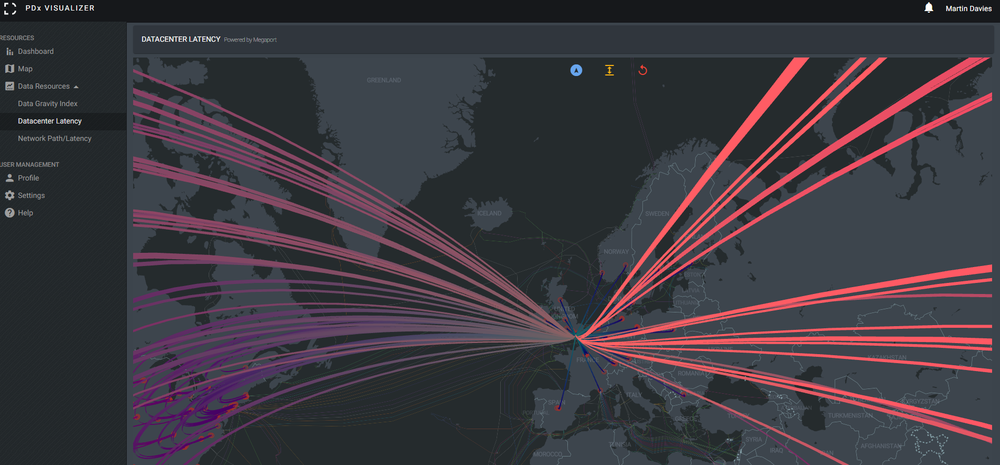 PDx VISUALIZER
Martin Davies
RESOURCES
Dashboard
Map
Data Resources
Data Gravity Index
Datacenter Latency
Network Path/Latency
USER MANAGEMENT
Profile
Settings
Help
DATACENTER LATENCY Powered by Megaport
GREENLAND
ICELAND
SWEDEN
NORWAY
ESTONIA
LATVIA
LITHUANIA
UNITED
KINGDOM
UKRAINE
FRANCE
AUSTRIA
KAZAKHSTAN
ROMANIA
ITALY
SPAIN
PORTUGAL
KYRGYZSTAN
TURKMENISTAN
GREECE
TURKEY
SYRIA
TUNISIA
AFGHANISTAN
IRAQ
MOROCCO